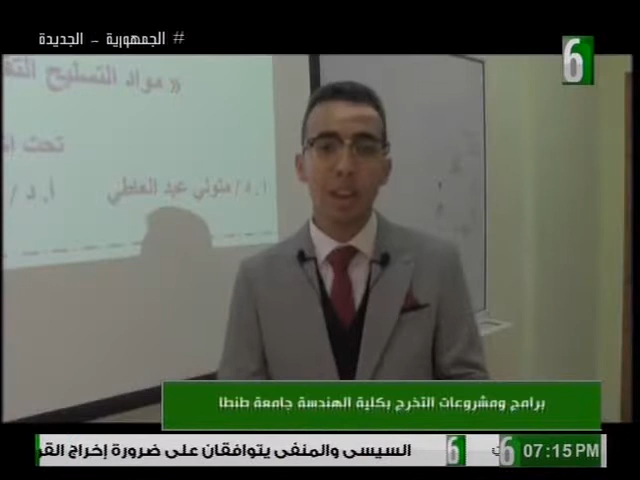 # الجمهورية - الجديدة
6
« مواد التسليح
تحت
ا.د/ متولي عبد العاطي
أ.د /
برامج ومشروعات التخرج بكلية الهندسة جامعة طنطا
السيسى والمنفى يتوافقان على ضرورة إخراج
6
6
07:15 PM